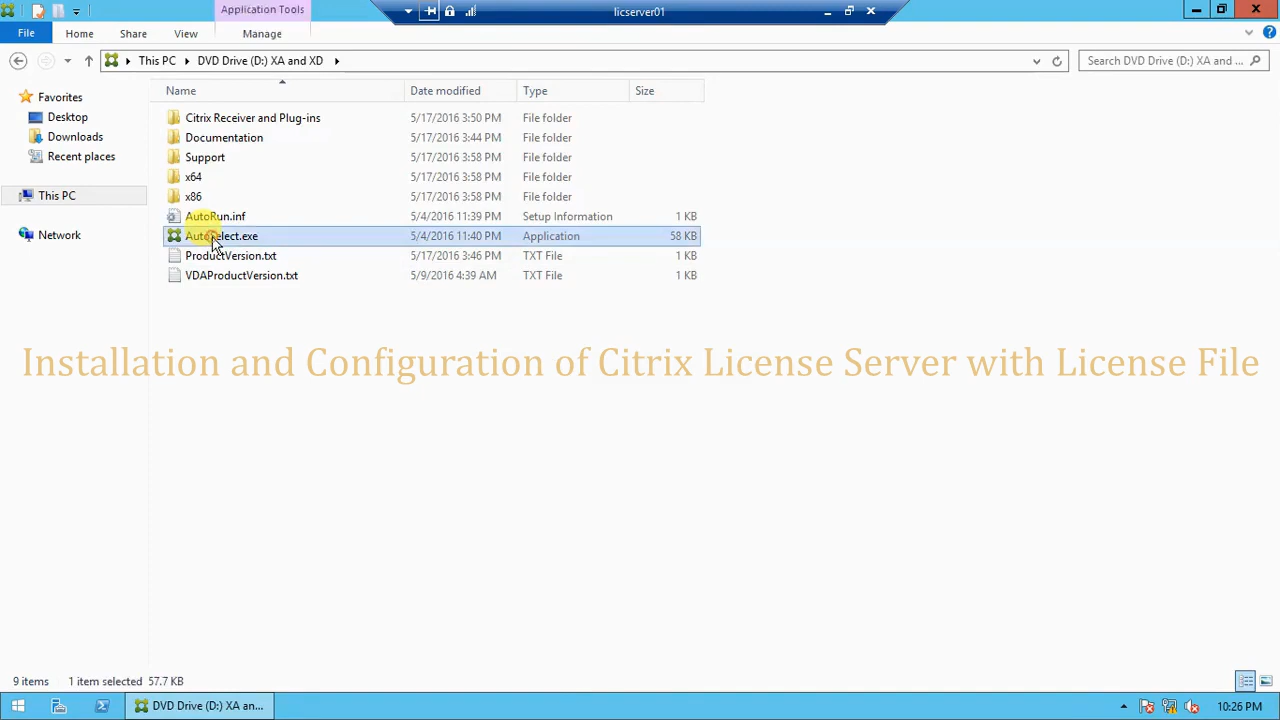 Application Tools
licserver01
File
Home
Share
View
Manage
This PC
DVD Drive (D:) XA and XD
Search DVD Drive (D:) XA and ...
Favorites
Desktop
Downloads
Recent places
This PC
Network
Name
Date modified
Type
Size
Citrix Receiver and Plug-ins
5/17/2016 3:50 PM
File folder
Documentation
5/17/2016 3:44 PM
File folder
Support
5/17/2016 3:58 PM
File folder
x64
5/17/2016 3:58 PM
File folder
x86
5/17/2016 3:58 PM
File folder
AutoRun.inf
5/4/2016 11:39 PM
Setup Information
1 KB
AutoSelect.exe
5/4/2016 11:40 PM
Application
58 KB
ProductVersion.txt
5/17/2016 3:46 PM
TXT File
1 KB
VDAProductVersion.txt
5/9/2016 4:39 AM
TXT File
1 KB
Installation and Configuration of Citrix License Server with License File
9 items
1 item selected 57.7 KB
DVD Drive (D:) XA an...
10:26 PM